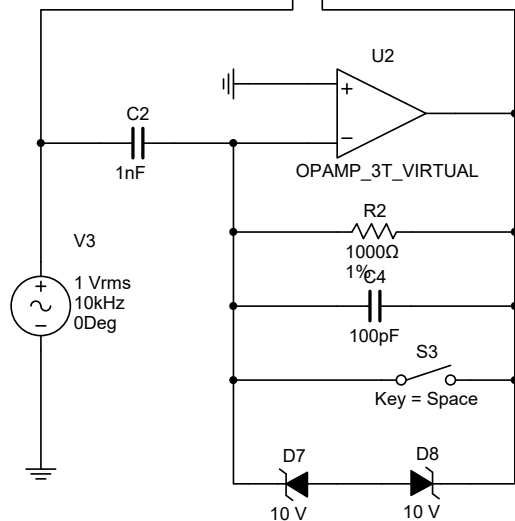 U2
+
−
OPAMP_3T_VIRTUAL
C2
1nF
V3
+
−
1 Vrms
10kHz
0Deg
R2
1000Ω
1%
C4
100pF
S3
Key = Space
D7
10 V
D8
10 V